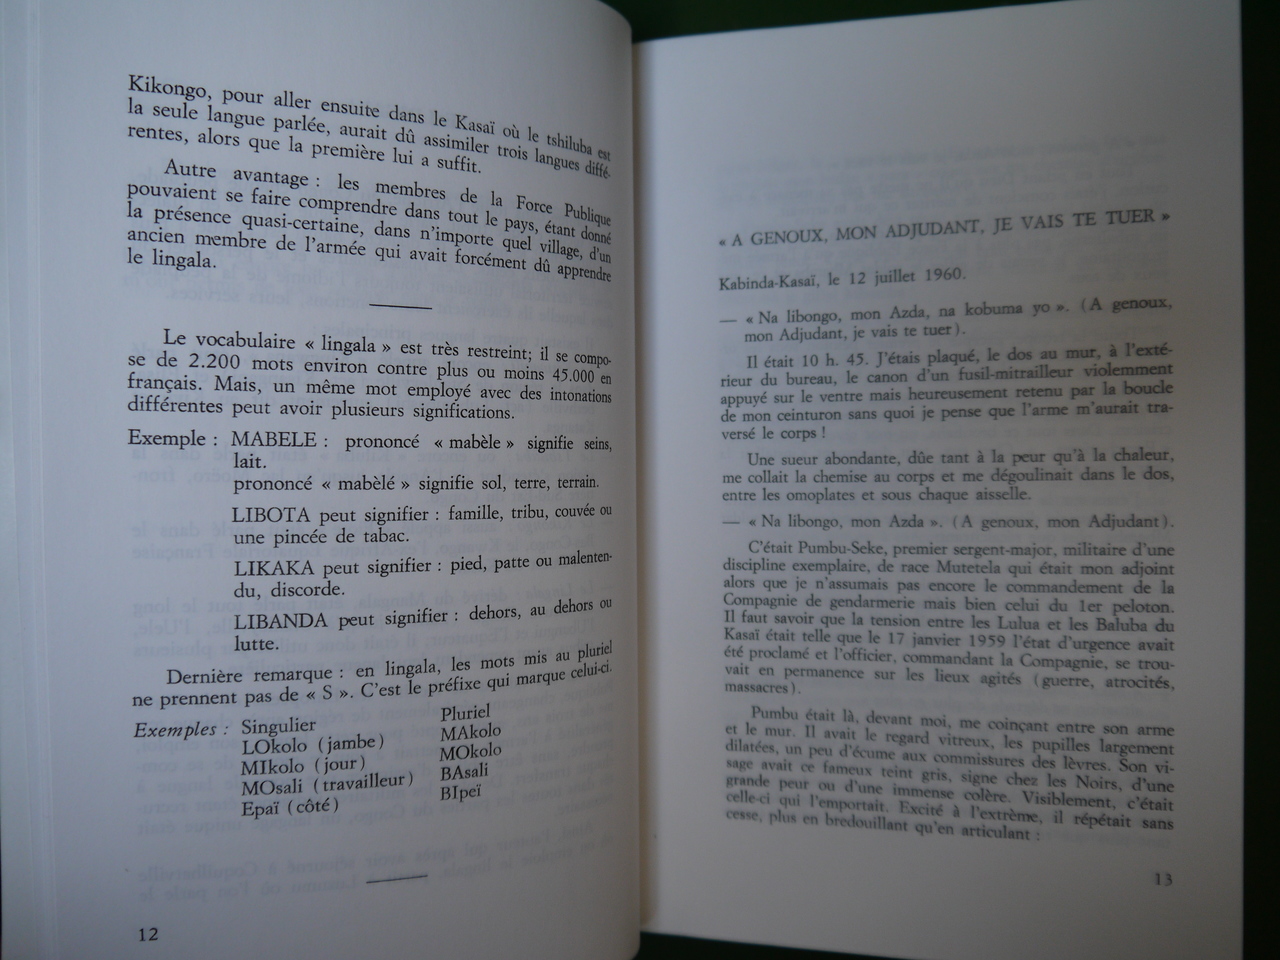 Kikongo, pour aller ensuite dans le Kasaï où le tshiluba est
la seule langue parlée, aurait dû assimiler trois langues diffé-
rentes, alors que la première lui a suffit.
Autre avantage : les membres de la Force Publique
pouvaient se faire comprendre dans tout le pays, étant donné
la présence quasi-certaine, dans n'importe quel village, d'un
ancien membre de l'armée qui avait forcément dû apprendre
le lingala.
Le vocabulaire « lingala » est très restreint; il se compo-
se de 2.200 mots environ contre plus ou moins 45.000 en
français. Mais, un même mot employé avec des intonations
différentes peut avoir plusieurs significations.
Exemple : MABELE : prononcé « mabèle » signifie seins,
lait.
prononcé « mabèlé » signifie sol, terre, terrain.
LIBOTA peut signifier : famille, tribu, couvée ou
une pincée de tabac.
LIKAKA peut signifier : pied, patte ou malenten-
du, discorde.
LIBANDA peut signifier : dehors, au dehors ou
lutte.
Dernière remarque : en lingala, les mots mis au pluriel
ne prennent pas de « S ». C'est le préfixe qui marque celui-ci.
Exemples : Singulier Pluriel
LOkolo (jambe) MAkolo
MIkolo (jour) MOkolo
MOsali (travailleur) BAsali
Epaï (côté) BIpeï
12
« A GENOUX, MON ADJUDANT, JE VAIS TE TUER »
Kabinda-Kasaï, le 12 juillet 1960.
— « Na libongo, mon Azda, na kobuma yo ». (A genoux,
mon Adjudant, je vais te tuer).
Il était 10 h. 45. J'étais plaqué, le dos au mur, à l'exté-
rieur du bureau, le canon d'un fusil-mitrailleur violemment
appuyé sur le ventre mais heureusement retenu par la boucle
de mon ceinturon sans quoi je pense que l'arme m'aurait tra-
versé le corps !
Une sueur abondante, dûe tant à la peur qu'à la chaleur,
me collait la chemise au corps et me dégoulinait dans le dos,
entre les omoplates et sous chaque aisselle.
— « Na libongo, mon Azda ». (A genoux, mon Adjudant).
C'était Pumbu-Seke, premier sergent-major, militaire d'une
discipline exemplaire, de race Mutetela qui était mon adjoint
alors que je n'assumais pas encore le commandement de la
Compagnie de gendarmerie mais bien celui du 1er peloton.
Il faut savoir que la tension entre les Lulua et les Baluba du
Kasaï était telle que le 17 janvier 1959 l'état d'urgence avait
été proclamé et l'officier, commandant la Compagnie, se trou-
vait en permanence sur les lieux agités (guerre, atrocités,
massacres).
Pumbu était là, devant moi, me coinçant entre son arme
et le mur. Il avait le regard vitreux, les pupilles largement
dilatées, un peu d'écume aux commissures des lèvres. Son vi-
sage avait ce fameux teint gris, signe chez les Noirs, d'une
grande peur ou d'une immense colère. Visiblement, c'était
celle-ci qui l'emportait. Excité à l'extrème, il répétait sans
cesse, plus en bredouillant qu'en articulant :
13